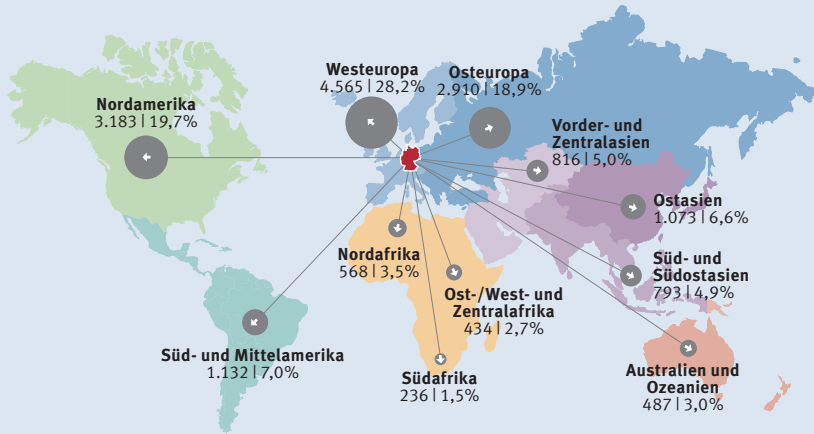 Westeuropa
4.565 | 28,2%
Osteuropa
2.910 | 18,9%
Nordamerika
3.183 | 19,7%
Vorder- und
Zentralasien
816 | 5,0%
Ostasien
1.073 | 6,6%
Nordafrika
568 | 3,5%
Süd- und
Südostasien
793 | 4,9%
Ost-/West- und
Zentralafrika
434 | 2,7%
Süd- und Mittelamerika
1.132 | 7,0%
Südafrika
236 | 1,5%
Australien und
Ozeanien
487 | 3,0%